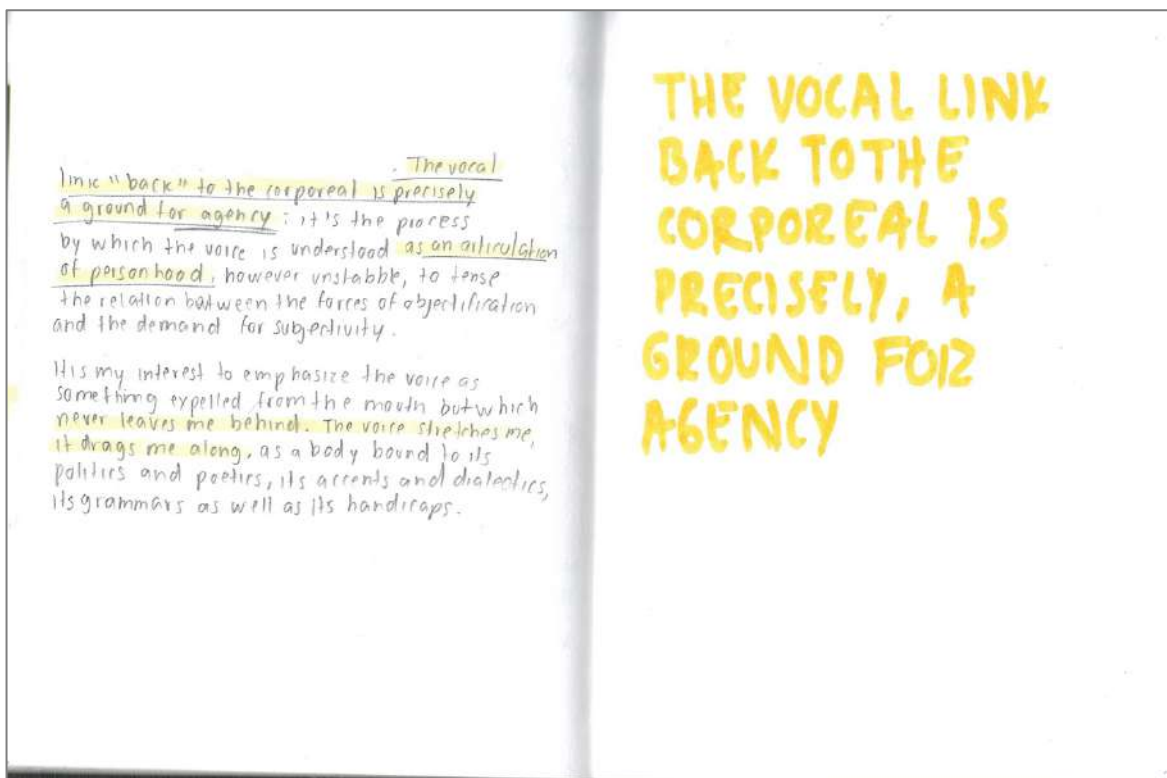 . The vocal
link "back" to the corporeal is precisely
a ground for agency : it's the process
by which the voice is understood as an articulation
of personhood, however unstabble, to tense
the relation between the forces of objectification
and the demand for subjectivity.
It is my interest to emphasize the voice as
something expelled from the mouth but which
never leaves me behind. The voice stretches me,
it drags me along, as a body bound to its
politics and poetics, its accents and dialectics,
its grammars as well as its handicaps.
THE VOCAL LINK
BACK TO THE
CORPOREAL IS
PRECISELY, A
GROUND FOR
AGENCY